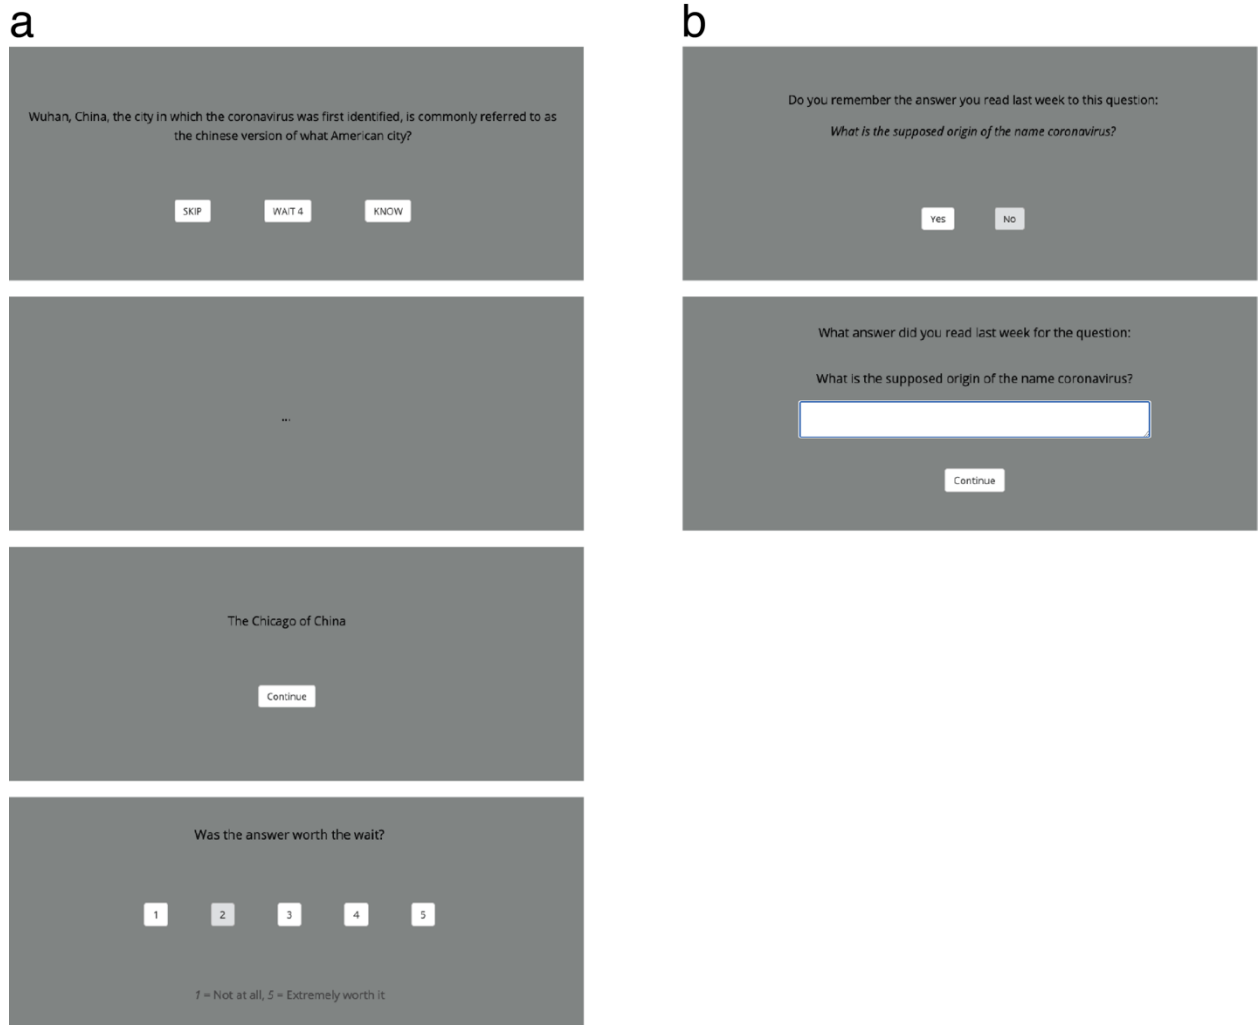 a
Wuhan, China, the city in which the coronavirus was first identified, is commonly referred to as
the chinese version of what American city?
SKIP WAIT 4 KNOW
...
The Chicago of China
Continue
Was the answer worth the wait?
1 2 3 4 5
1 = Not at all, 5 = Extremely worth it
b
Do you remember the answer you read last week to this question:
What is the supposed origin of the name coronavirus?
Yes No
What answer did you read last week for the question:
What is the supposed origin of the name coronavirus?
Continue